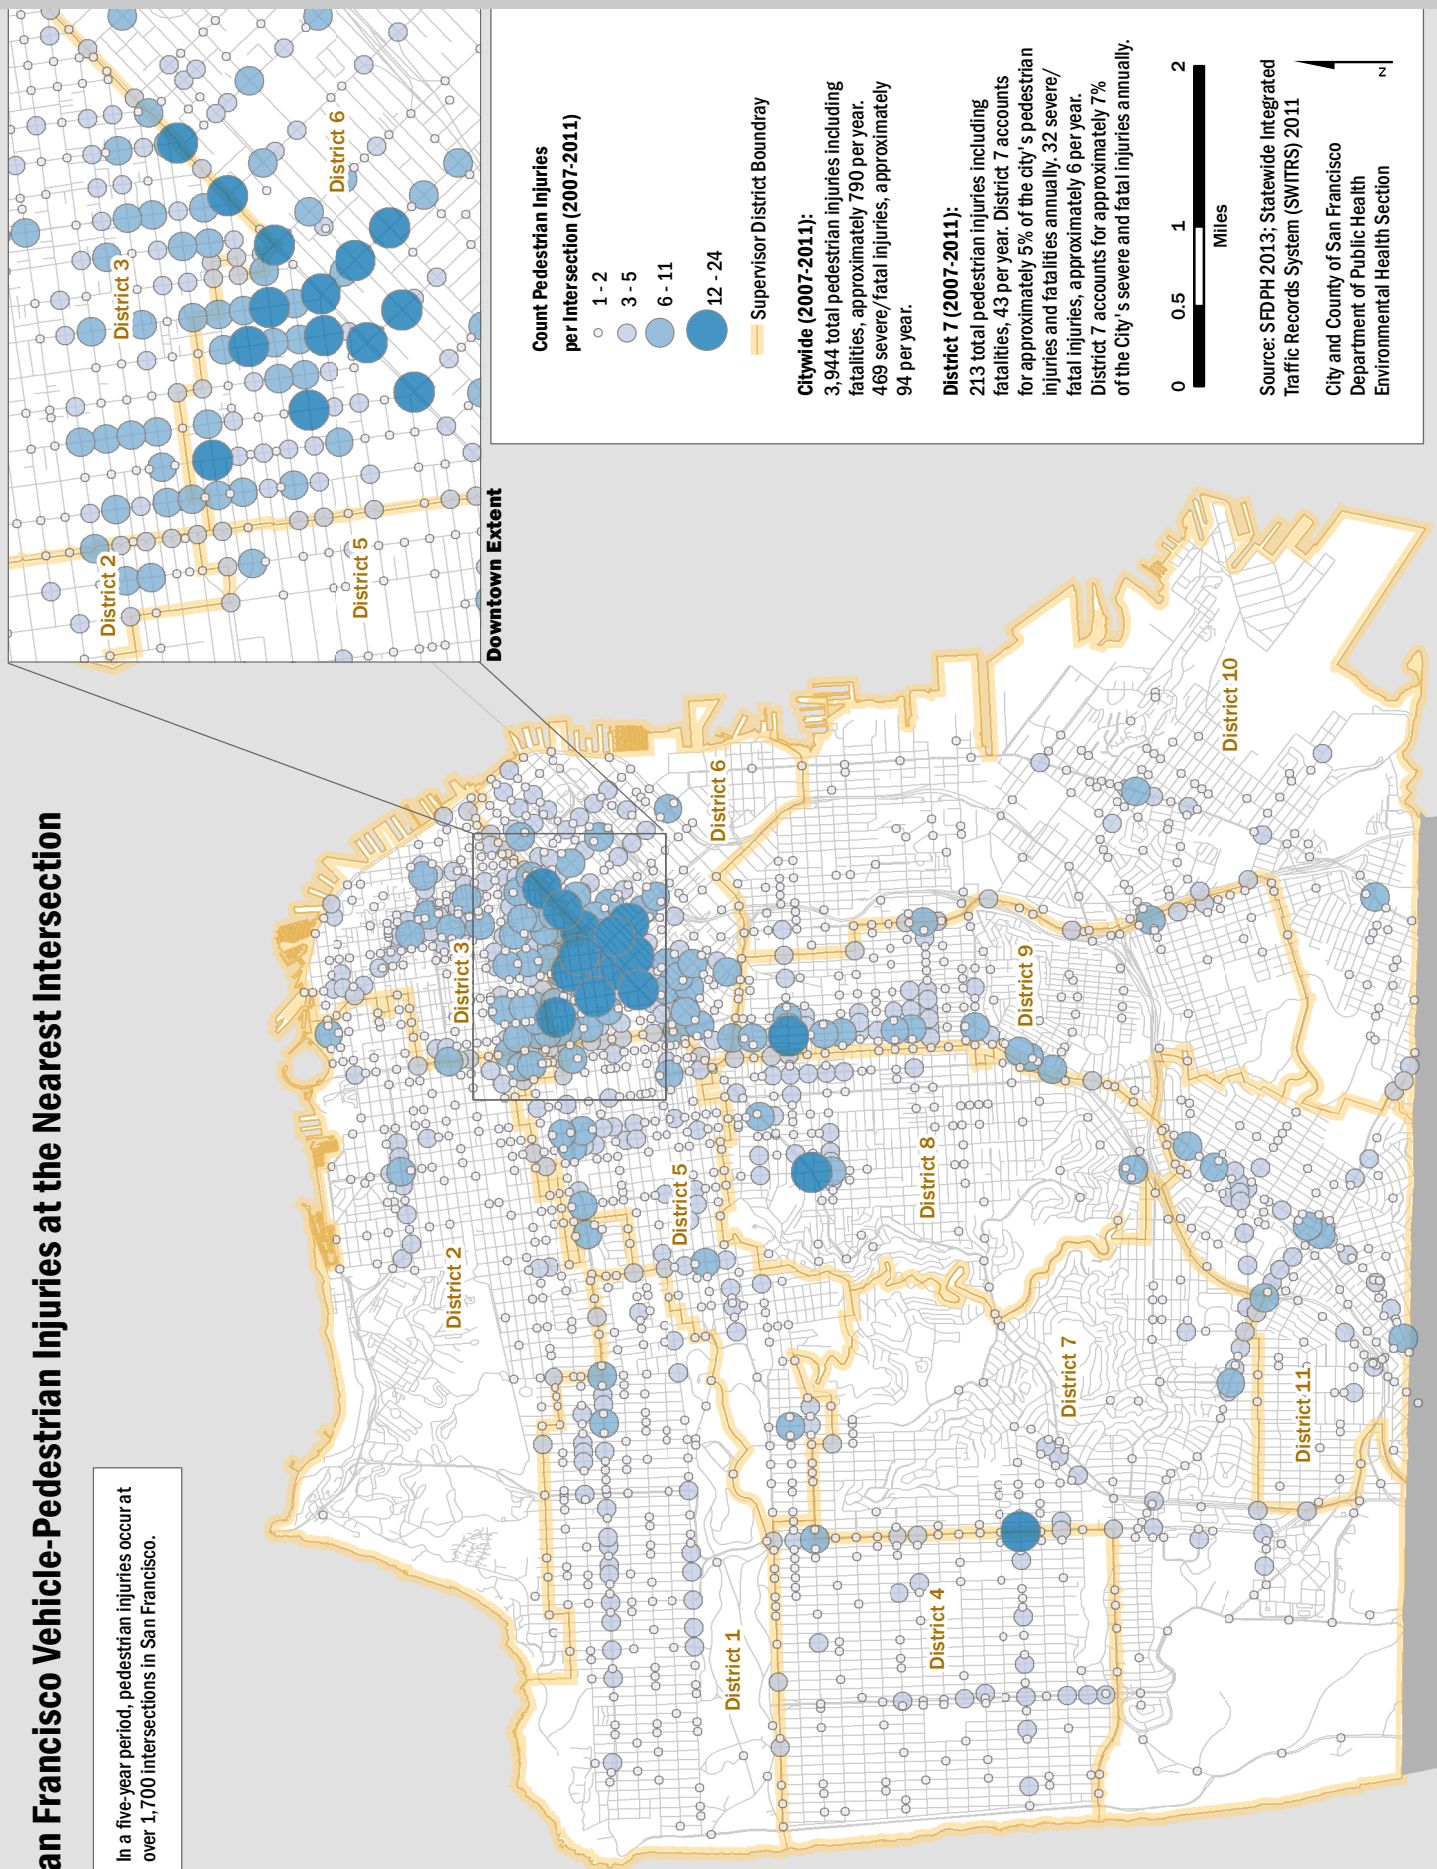 an Francisco Vehicle-Pedestrian Injuries at the Nearest Intersection
In a five-year period, pedestrian injuries occur at
over 1,700 intersections in San Francisco.
District 2
District 3
District 5
District 6
Downtown Extent
District 3
District 2
District 6
District 5
District 1
District 9
District 8
District 10
District 4
District 7
District 11
Count Pedestrian Injuries
per Intersection (2007-2011)
1 - 2
3 - 5
6 - 11
12 - 24
Supervisor District Boundray
Citywide (2007-2011):
3,944 total pedestrian injuries including
fatalities, approximately 790 per year.
469 severe/fatal injuries, approximately
94 per year.
District 7 (2007-2011):
213 total pedestrian injuries including
fatalities, 43 per year. District 7 accounts
for approximately 5% of the city's pedestrian
injuries and fatalities annually. 32 severe/
fatal injuries, approximately 6 per year.
District 7 accounts for approximately 7%
of the City's severe and fatal injuries annually.
0 0.5 1 2
Miles
Source: SFDPH 2013; Statewide Integrated
Traffic Records System (SWITRS) 2011
City and County of San Francisco
Department of Public Health
Environmental Health Section
N